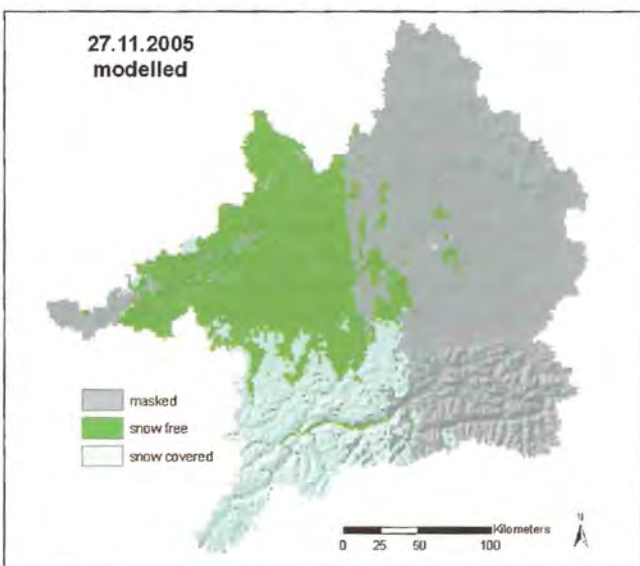 27.11.2005
modelled
masked
snow free
snow covered
Kilometers
0 25 50 100
N